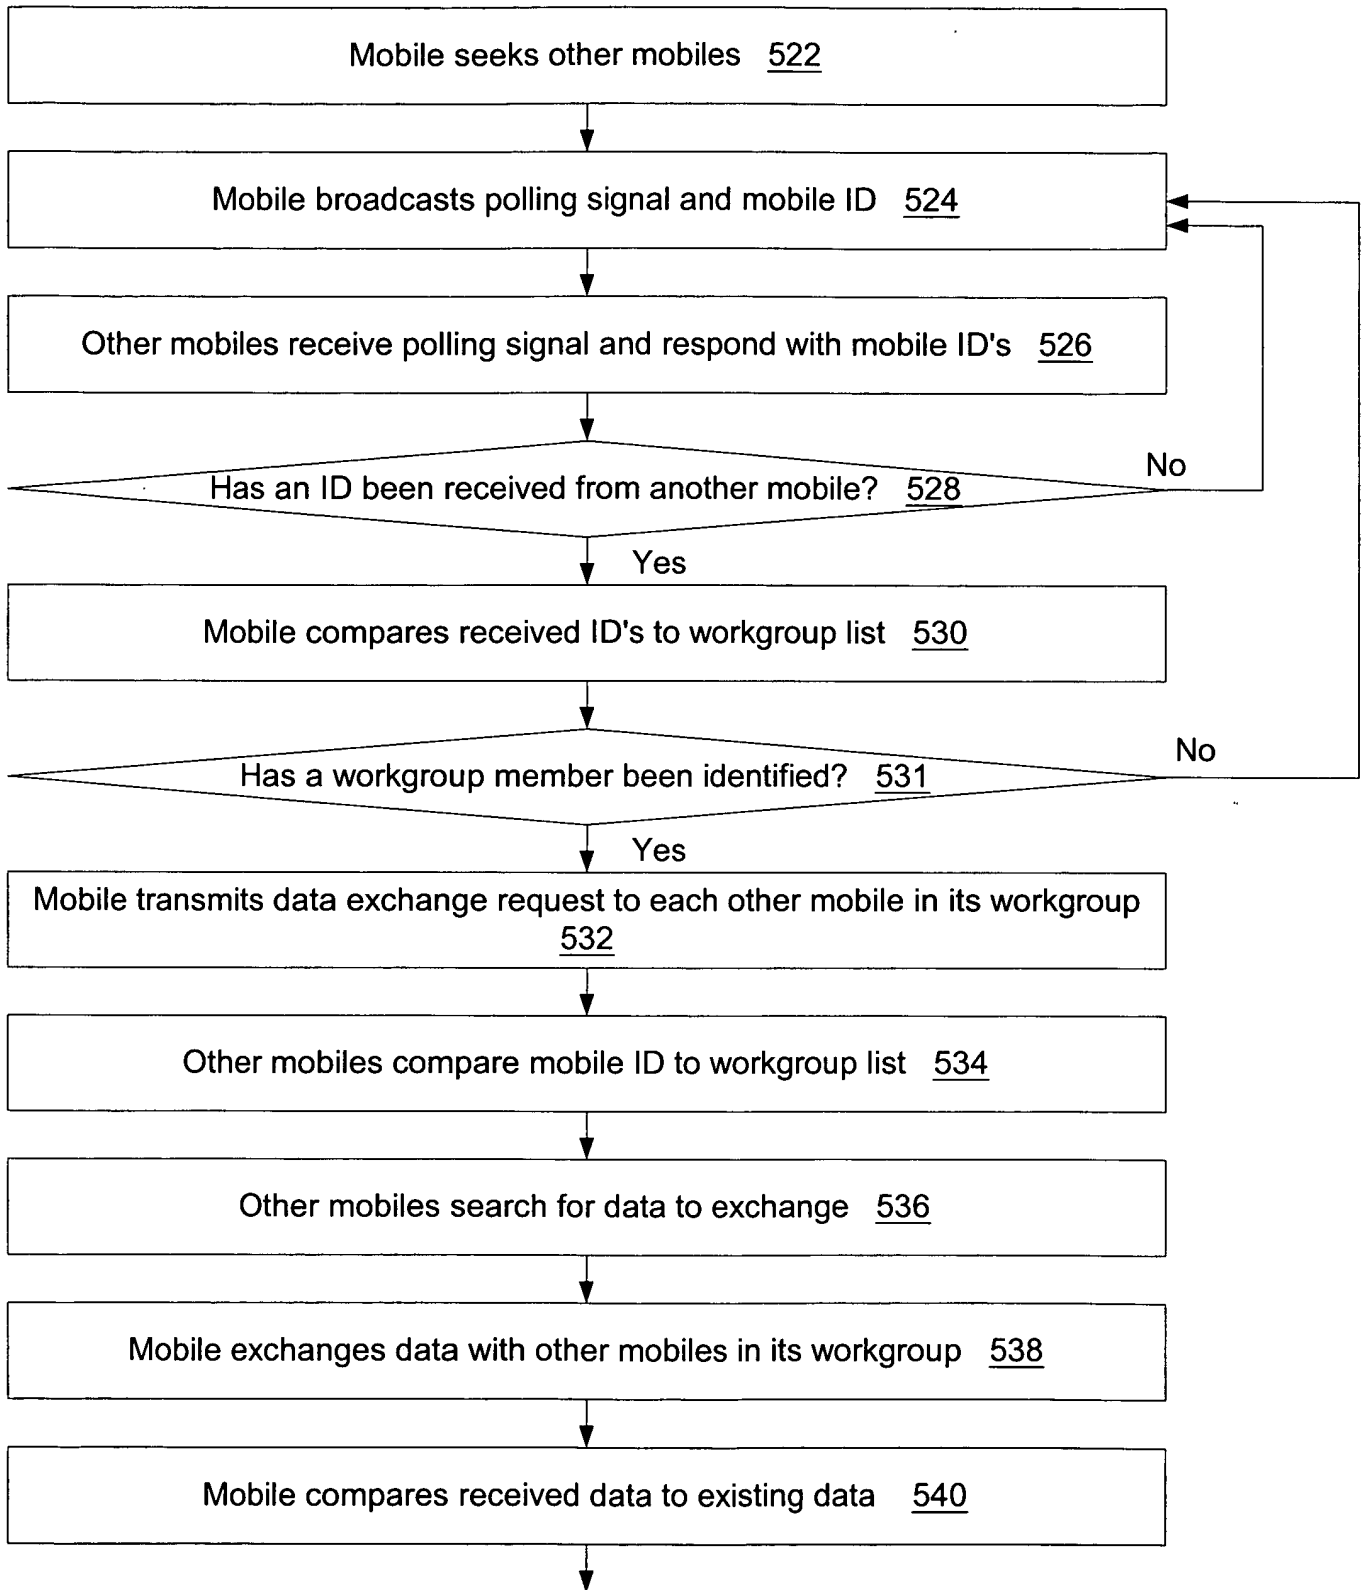 Mobile seeks other mobiles 522
Mobile broadcasts polling signal and mobile ID 524
Other mobiles receive polling signal and respond with mobile ID's 526
No
Has an ID been received from another mobile? 528
Yes
Mobile compares received ID's to workgroup list 530
No
Has a workgroup member been identified? 531
Yes
Mobile transmits data exchange request to each other mobile in its workgroup
532
Other mobiles compare mobile ID to workgroup list 534
Other mobiles search for data to exchange 536
Mobile exchanges data with other mobiles in its workgroup 538
Mobile compares received data to existing data 540